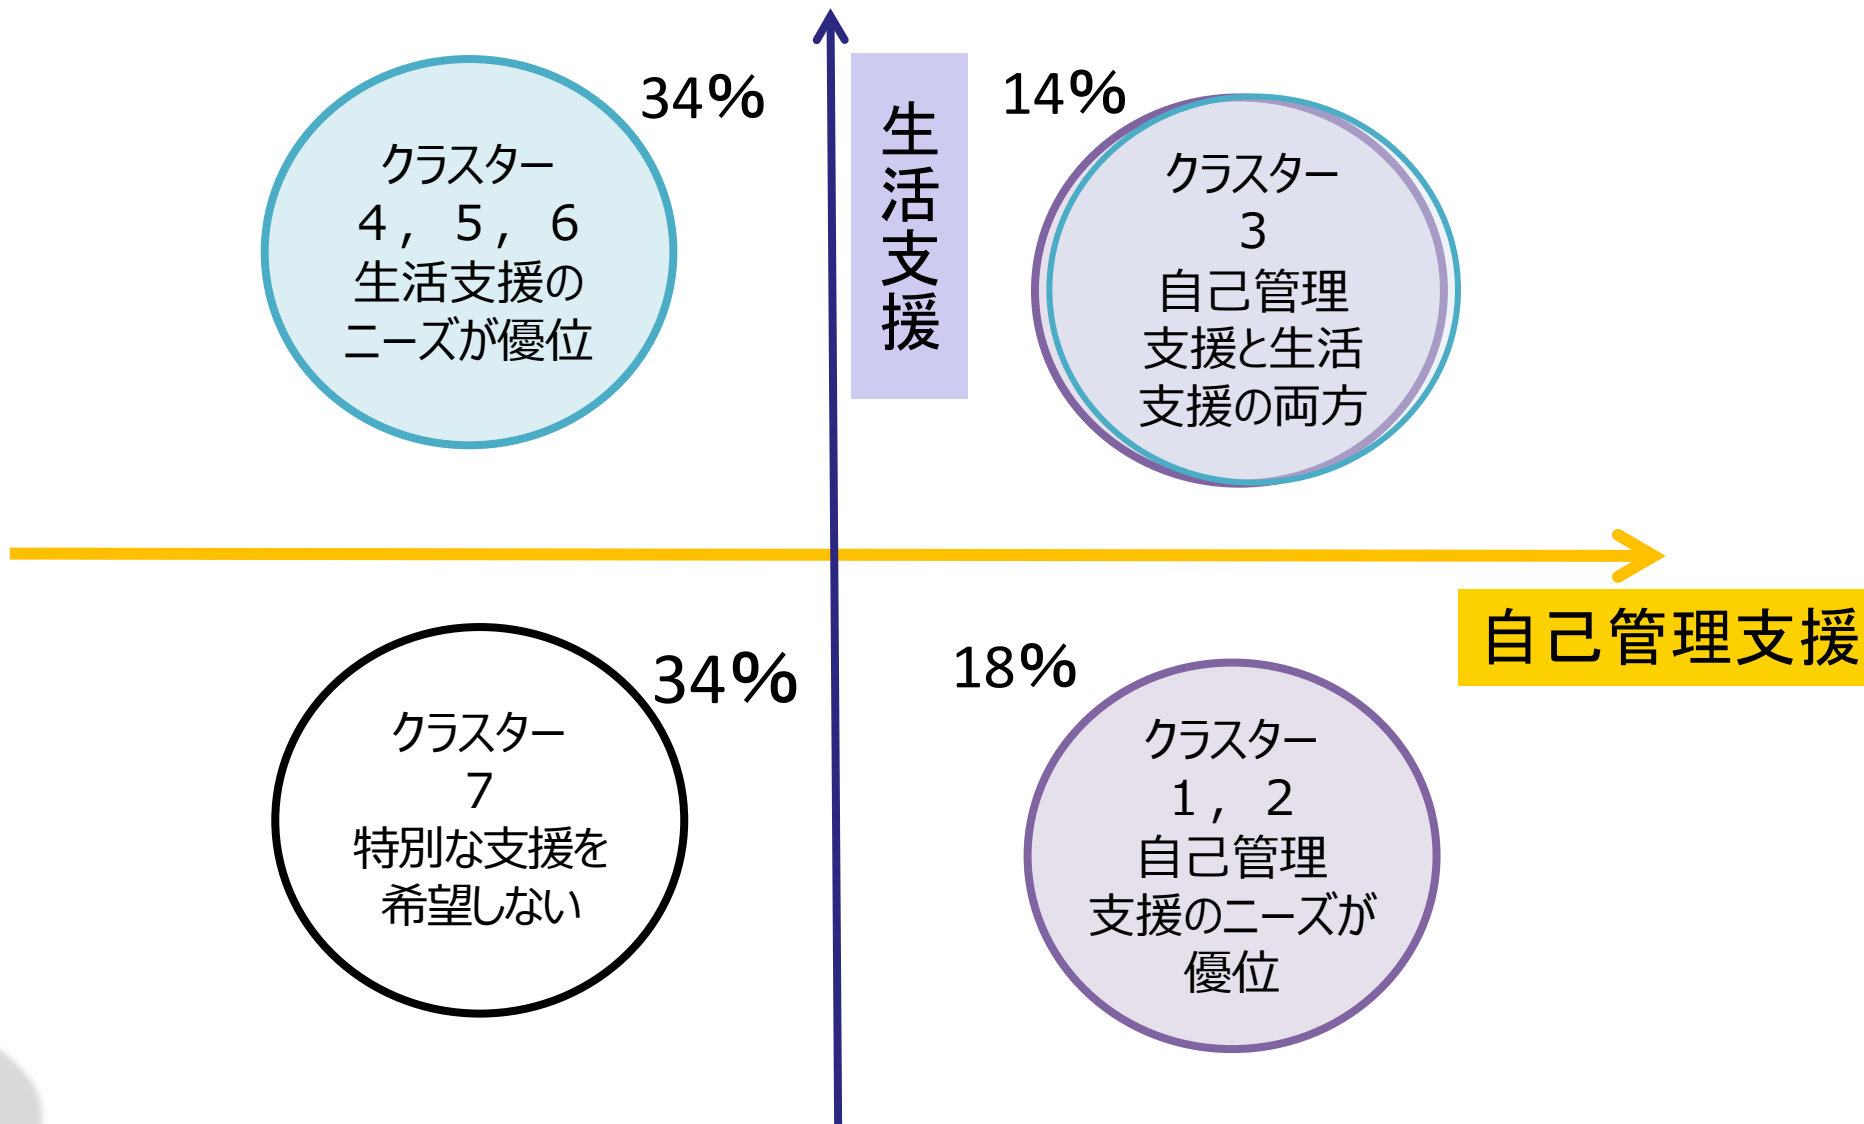 34%
クラスター
４，５，６
生活支援の
ニーズが優位
生活支援
14%
クラスター
３
自己管理
支援と生活
支援の両方
自己管理支援
34%
クラスター
７
特別な支援を
希望しない
18%
クラスター
１，２
自己管理
支援のニーズが
優位